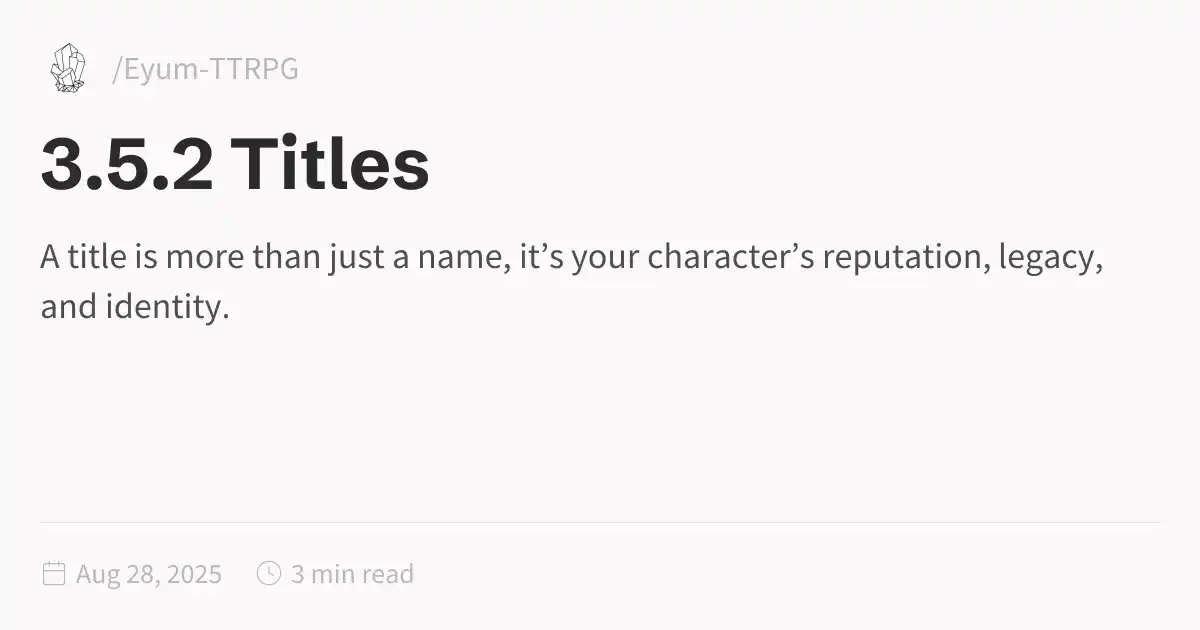 /Eyum-TTRPG
3.5.2 Titles
A title is more than just a name, it’s your character’s reputation, legacy,
and identity.
Aug 28, 2025 3 min read